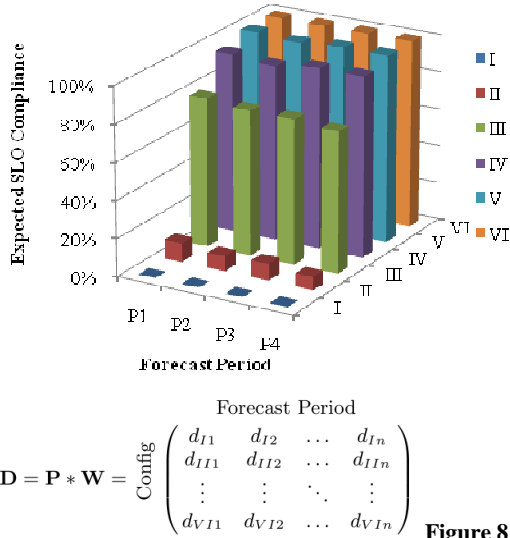 Expected SLO Compliance
100%
80%
60%
40%
20%
0%
P1
P2
P3
P4
Forecast Period
I
II
III
IV
V
VI
I
II
III
IV
V
VI
Forecast Period
D = P ∗ W = Config
d_{I1} d_{I2} … d_{In}
d_{II1} d_{II2} … d_{IIn}
⋮ ⋮ ⋱ ⋮
d_{VI1} d_{VI2} … d_{VIn}
Figure 8